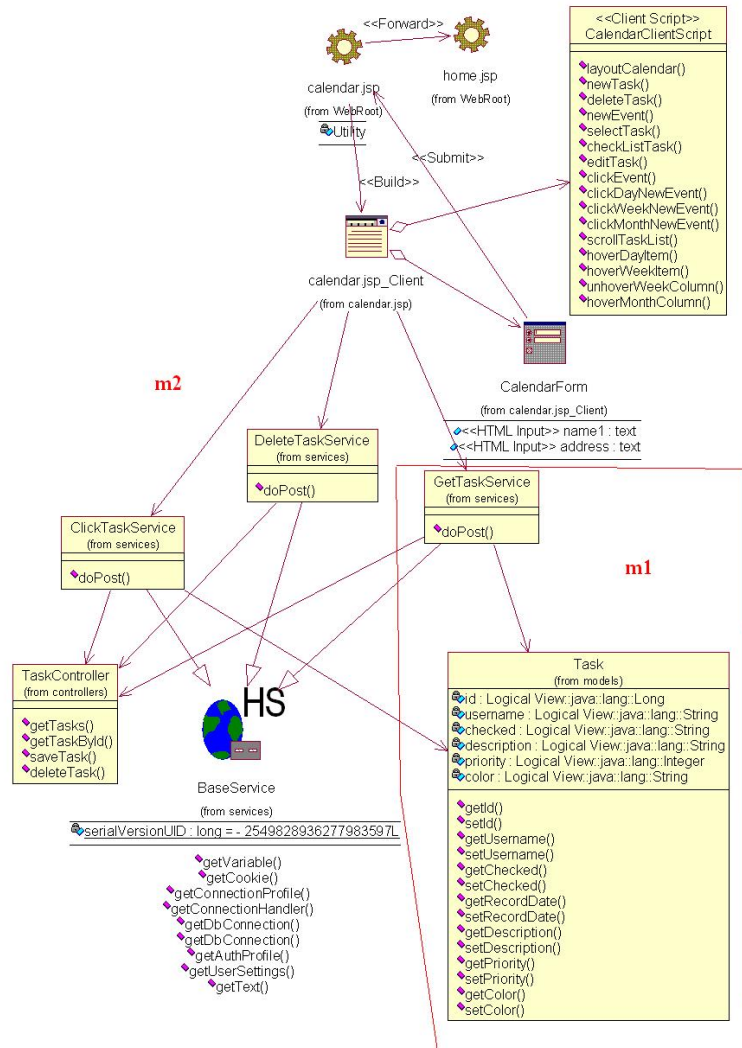 <<Forward>>
calendar.jsp
(from WebRoot)
Utility
home.jsp
(from WebRoot)
<<Submit>>
<<Build>>
<<Client Script>>
CalendarClientScript
layoutCalendar()
newTask()
deleteTask()
newEvent()
selectTask()
checkListTask()
editTask()
clickEvent()
clickDayNewEvent()
clickWeekNewEvent()
clickMonthNewEvent()
scrollTaskList()
hoverDayItem()
hoverWeekItem()
unhoverWeekColumn()
hoverMonthColumn()
calendar.jsp_Client
(from calendar.jsp)
CalendarForm
(from calendar.jsp_Client)
<<HTML Input>> name1 : text
<<HTML Input>> address : text
m2
DeleteTaskService
(from services)
doPost()
GetTaskService
(from services)
doPost()
ClickTaskService
(from services)
doPost()
m1
TaskController
(from controllers)
getTasks()
getTaskById()
saveTask()
deleteTask()
HS
BaseService
(from services)
serialVersionUID : long = - 2549828936277983597L
getVariable()
getCookie()
getConnectionProfile()
getConnectionHandler()
getDbConnection()
getDbConnection()
getAuthProfile()
getUserSettings()
getText()
Task
(from models)
id : Logical View::java::lang::Long
username : Logical View::java::lang::String
checked : Logical View::java::lang::String
description : Logical View::java::lang::String
priority : Logical View::java::lang::Integer
color : Logical View::java::lang::String
getId()
setId()
getUsername()
setUsername()
getChecked()
setChecked()
getRecordDate()
setRecordDate()
getDescription()
setDescription()
getPriority()
setPriority()
getColor()
setColor()